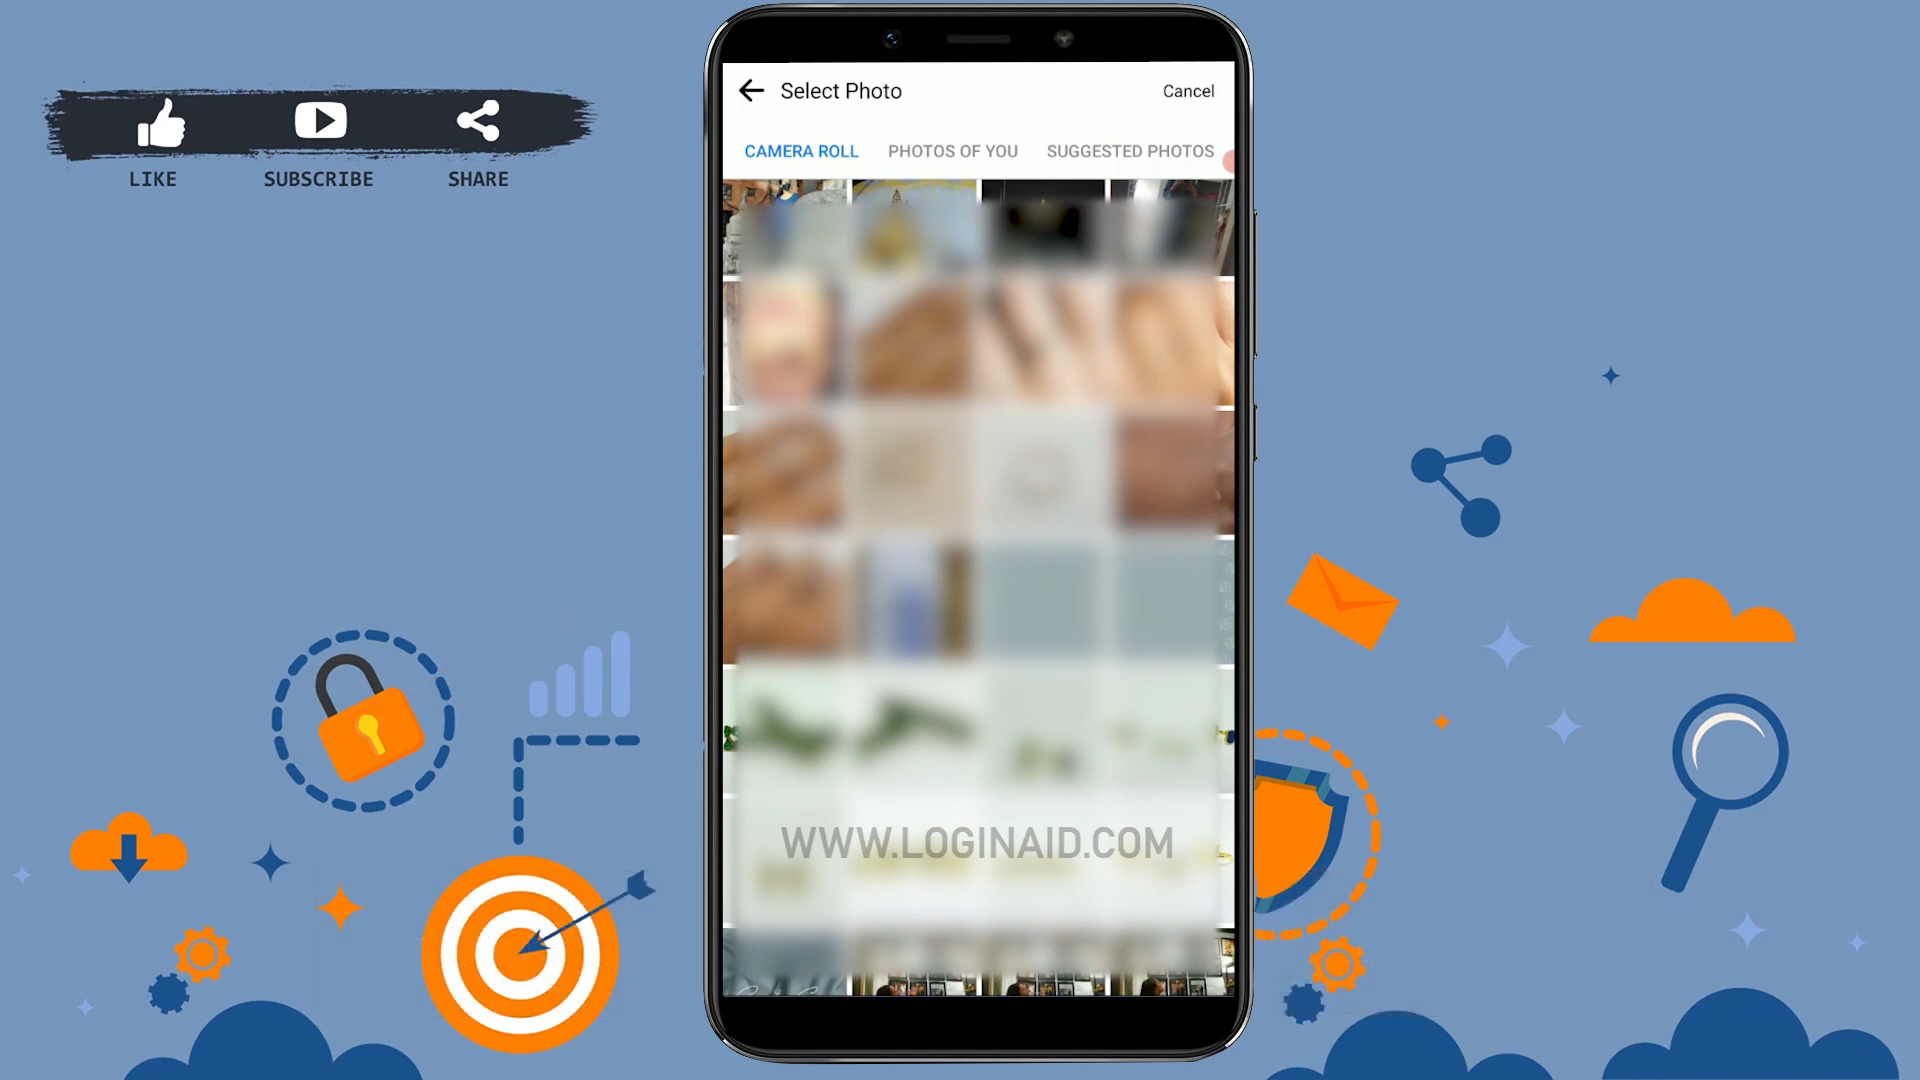 LIKE SUBSCRIBE SHARE
Select Photo Cancel
CAMERA ROLL PHOTOS OF YOU SUGGESTED PHOTOS
WWW.LOGINAID.COM